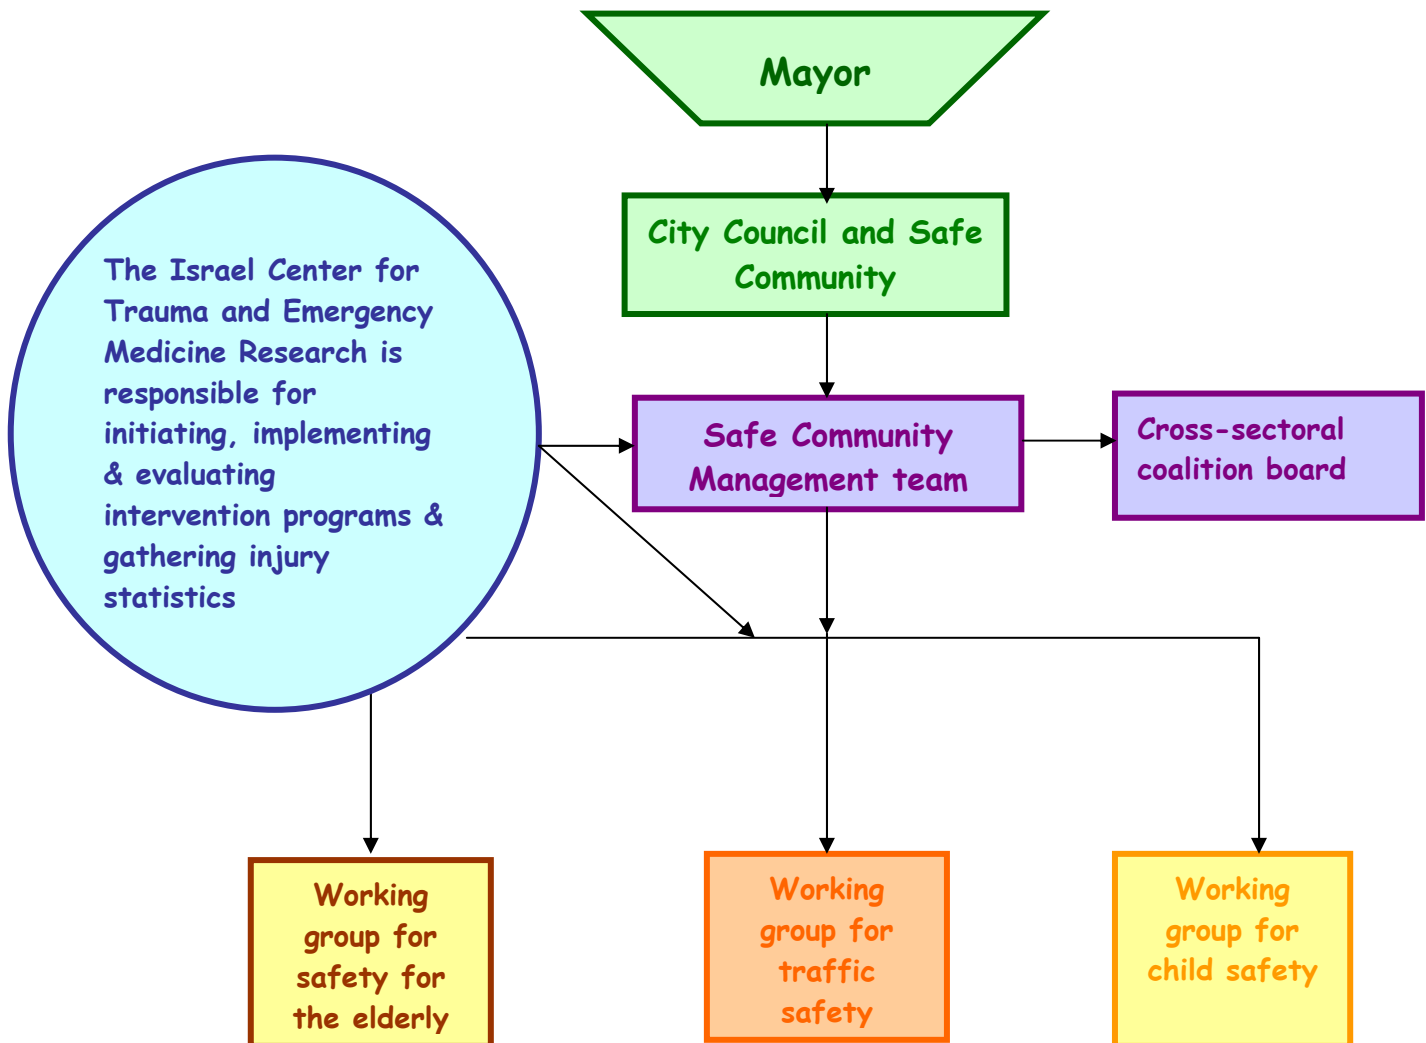 Mayor
City Council and Safe
Community
The Israel Center for
Trauma and Emergency
Medicine Research is
responsible for
initiating, implementing
& evaluating
intervention programs &
gathering injury
statistics
Safe Community
Management team
Cross-sectoral
coalition board
Working
group for
safety for
the elderly
Working
group for
traffic
safety
Working
group for
child safety